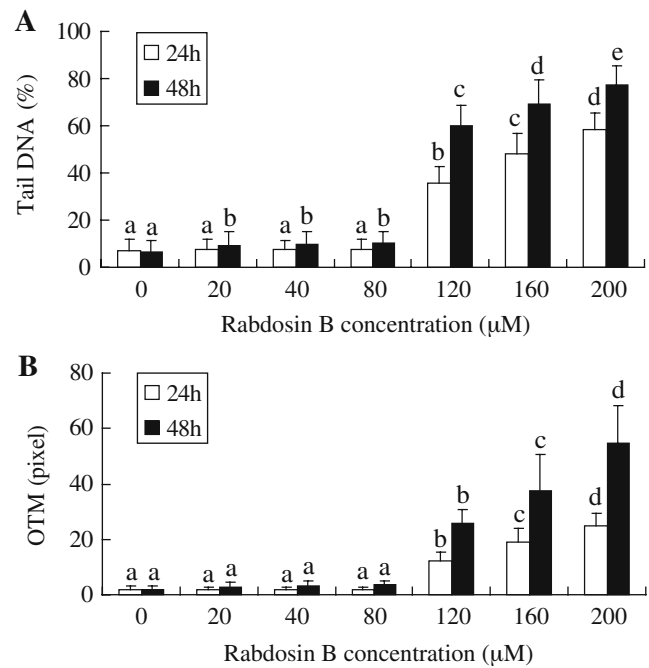 A
Tail DNA (%)
100
80
60
40
20
0
24h
48h
a a a b a b a b b c c d d e
0 20 40 80 120 160 200
Rabdosin B concentration (μM)
B
OTM (pixel)
80
60
40
20
0
24h
48h
a a a a a a a a b b c c d d
0 20 40 80 120 160 200
Rabdosin B concentration (μM)